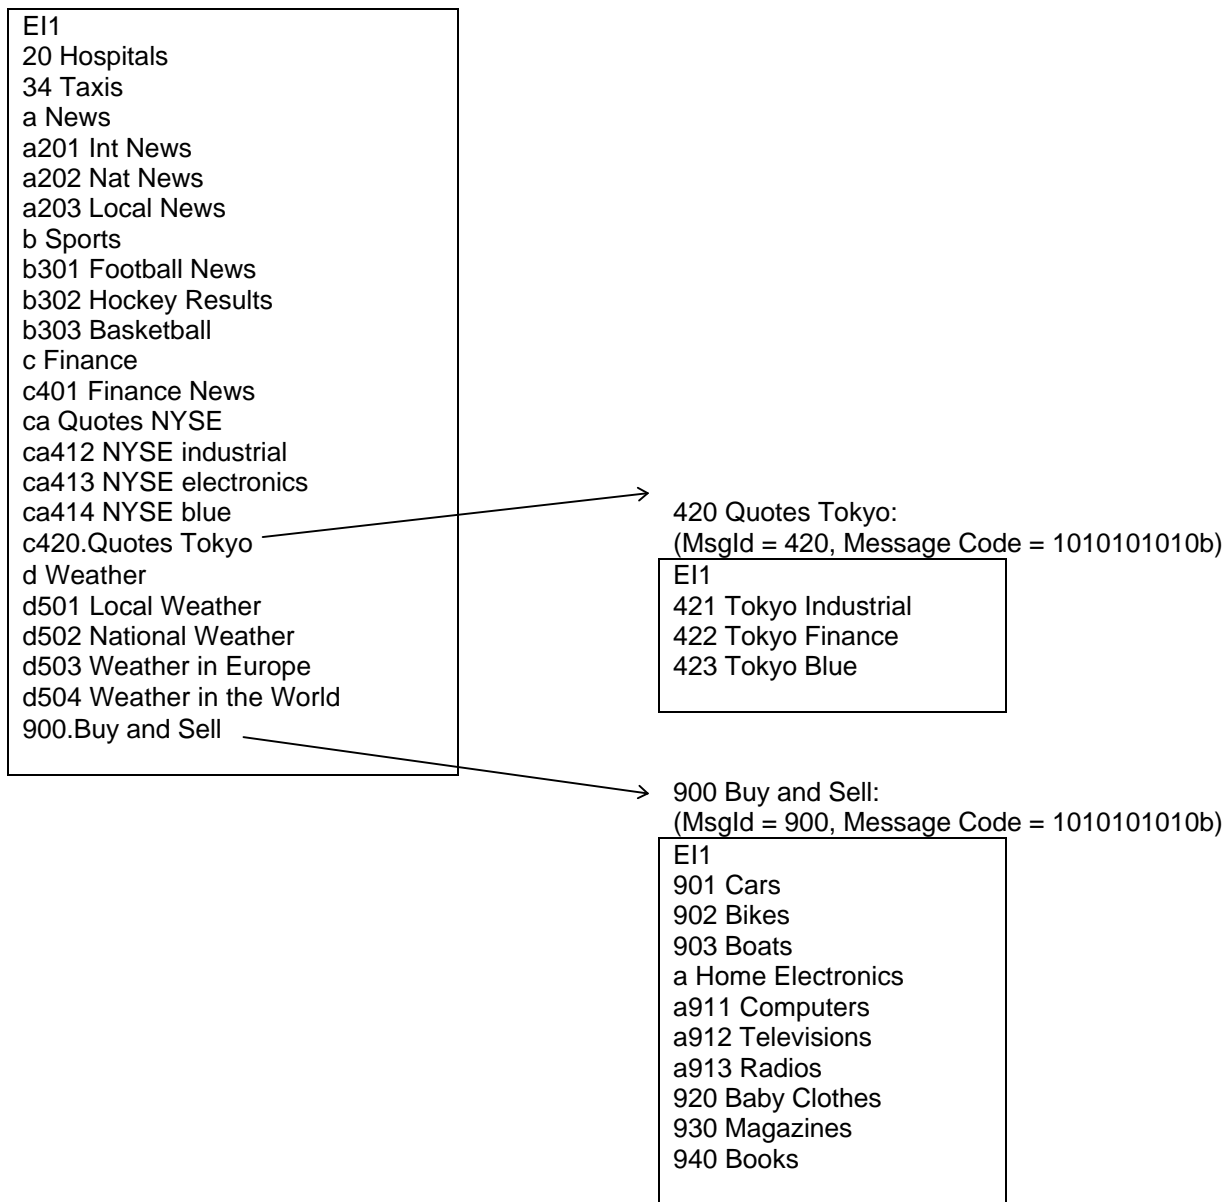 EI1
20 Hospitals
34 Taxis
a News
a201 Int News
a202 Nat News
a203 Local News
b Sports
b301 Football News
b302 Hockey Results
b303 Basketball
c Finance
c401 Finance News
ca Quotes NYSE
ca412 NYSE industrial
ca413 NYSE electronics
ca414 NYSE blue
c420.Quotes Tokyo
d Weather
d501 Local Weather
d502 National Weather
d503 Weather in Europe
d504 Weather in the World
900.Buy and Sell
420 Quotes Tokyo:
(MsgId = 420, Message Code = 1010101010b)
EI1
421 Tokyo Industrial
422 Tokyo Finance
423 Tokyo Blue
900 Buy and Sell:
(MsgId = 900, Message Code = 1010101010b)
EI1
901 Cars
902 Bikes
903 Boats
a Home Electronics
a911 Computers
a912 Televisions
a913 Radios
920 Baby Clothes
930 Magazines
940 Books